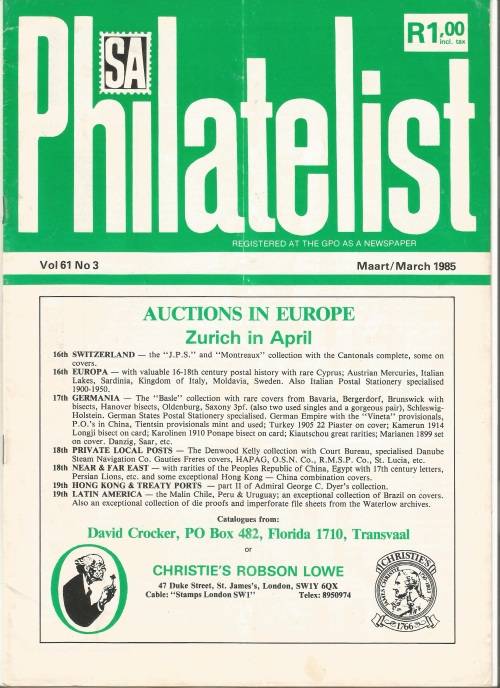 SA
Philatelist
R1,00
incl. tax
REGISTERED AT THE GPO AS A NEWSPAPER
Vol 61 No 3
Maart/March 1985
AUCTIONS IN EUROPE
Zurich in April
16th SWITZERLAND — the "J.P.S." and "Montreaux" collection with the Cantonals complete, some on
covers.
16th EUROPA — with valuable 16-18th century postal history with rare Cyprus; Austrian Mercuries, Italian
Lakes, Sardinia, Kingdom of Italy, Moldavia, Sweden. Also Italian Postal Stationery specialised
1900-1950.
17th GERMANIA — The "Basle" collection with rare covers from Bavaria, Bergedorf, Brunswick with
bisects, Hanover bisects, Oldenburg, Saxony 3pf. (also two used singles and a gorgeous pair), Schleswig-
Holstein. German States Postal Stationery specialised. German Empire with the "Vineta" provisionals,
P.O.'s in China, Tientsin provisionals mint and used; Turkey 1905 22 Piaster on cover; Kamerun 1914
Longji bisect on card; Karolinen 1910 Ponape bisect on card; Kiautschou great rarities; Marianen 1899 set
on cover. Danzig, Saar, etc.
18th PRIVATE LOCAL POSTS — The Denwood Kelly collection with Court Bureau, specialised Danube
Steam Navigation Co. Gauties Freres covers, HAPAG, O.S.N. Co., R.M.S.P. Co., St. Lucia, etc.
18th NEAR & FAR EAST — with rarities of the Peoples Republic of China, Egypt with 17th century letters,
Persian Lions, etc. and some exceptional Hong Kong — China combination covers.
19th HONG KONG & TREATY PORTS — part II of Admiral George C. Dyer's collection.
19th LATIN AMERICA — the Malin Chile, Peru & Uruguay; an exceptional collection of Brazil on covers.
Also an exceptional collection of die proofs and imperforate file sheets from the Waterlow archives.
Catalogues from:
David Crocker, PO Box 482, Florida 1710, Transvaal
or
CHRISTIE'S ROBSON LOWE
47 Duke Street, St. James's, London, SW1Y 6QX
Cable: "Stamps London SW1" Telex: 8950974
CHRISTIE'S
JAMES CHRISTIE
1766